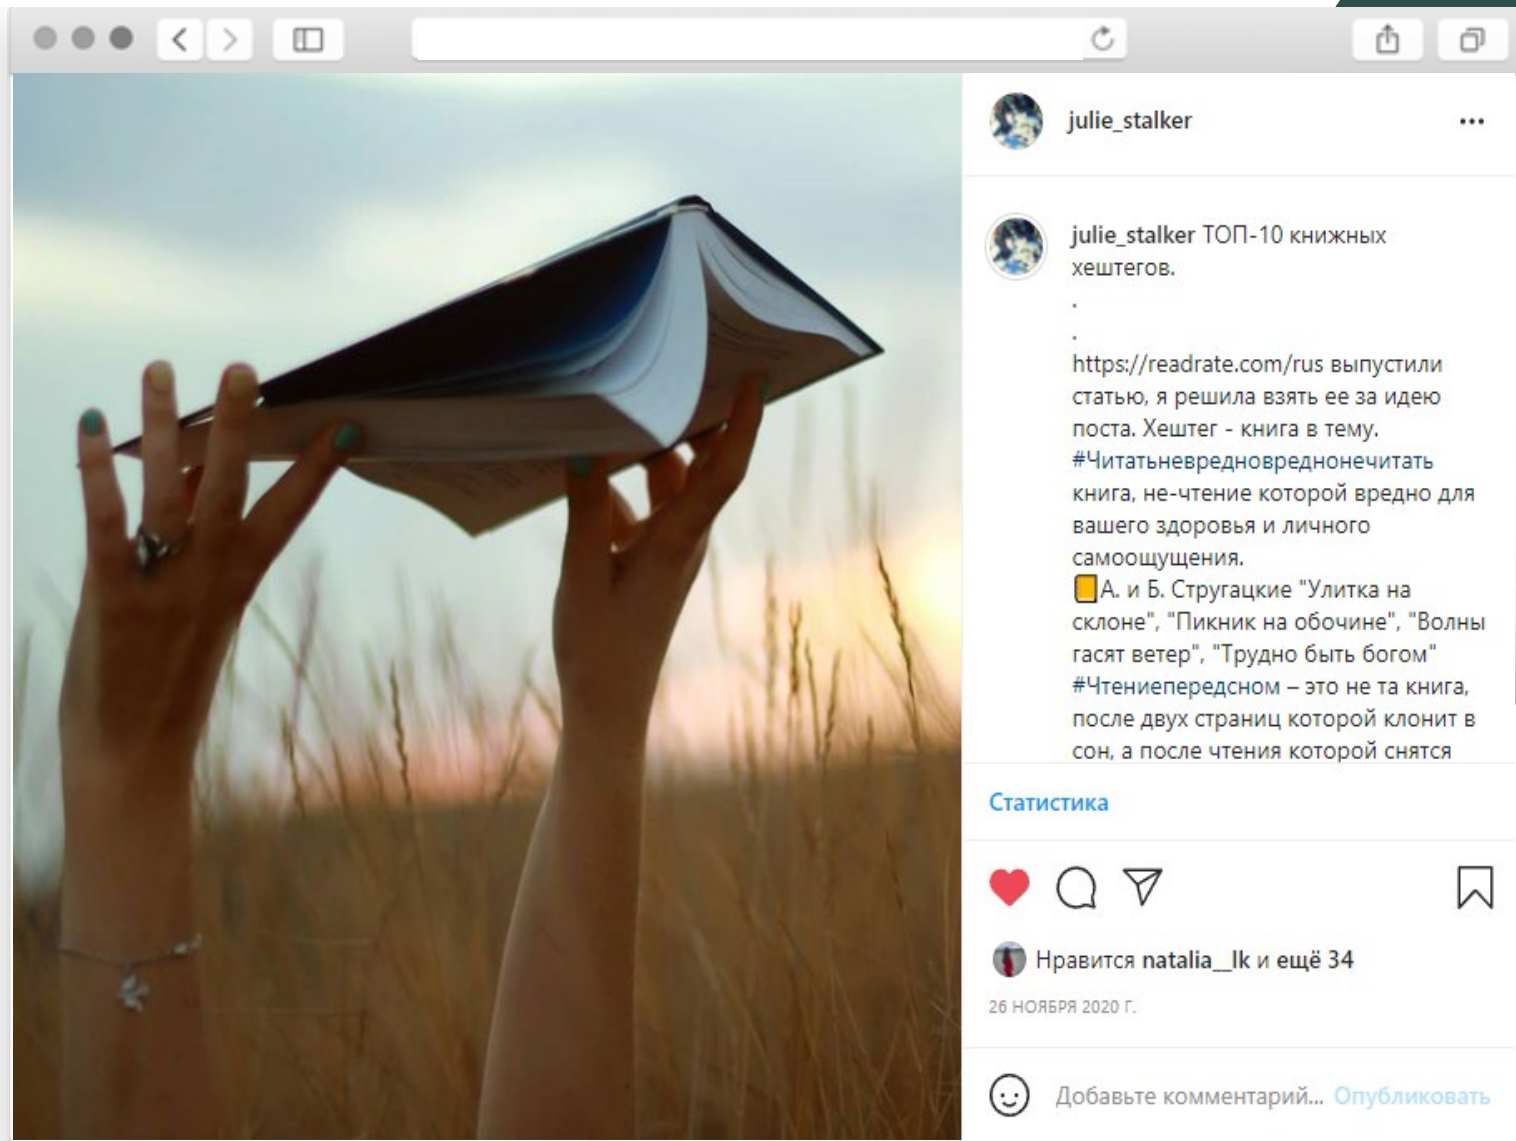 julie_stalker
julie_stalker ТОП-10 книжных
хештегов.
.
.
https://readrate.com/rus выпустили
статью, я решила взять ее за идею
поста. Хештег - книга в тему.
#Читатьневредновреднонечитать
книга, не-чтение которой вредно для
вашего здоровья и личного
самоощущения.
А. и Б. Стругацкие "Улитка на
склоне", "Пикник на обочине", "Волны
гасят ветер", "Трудно быть богом"
#Чтениепередсном – это не та книга,
после двух страниц которой клонит в
сон, а после чтения которой снятся
Статистика
Нравится natalia__lk и ещё 34
26 НОЯБРЯ 2020 Г.
Добавьте комментарий... Опубликовать